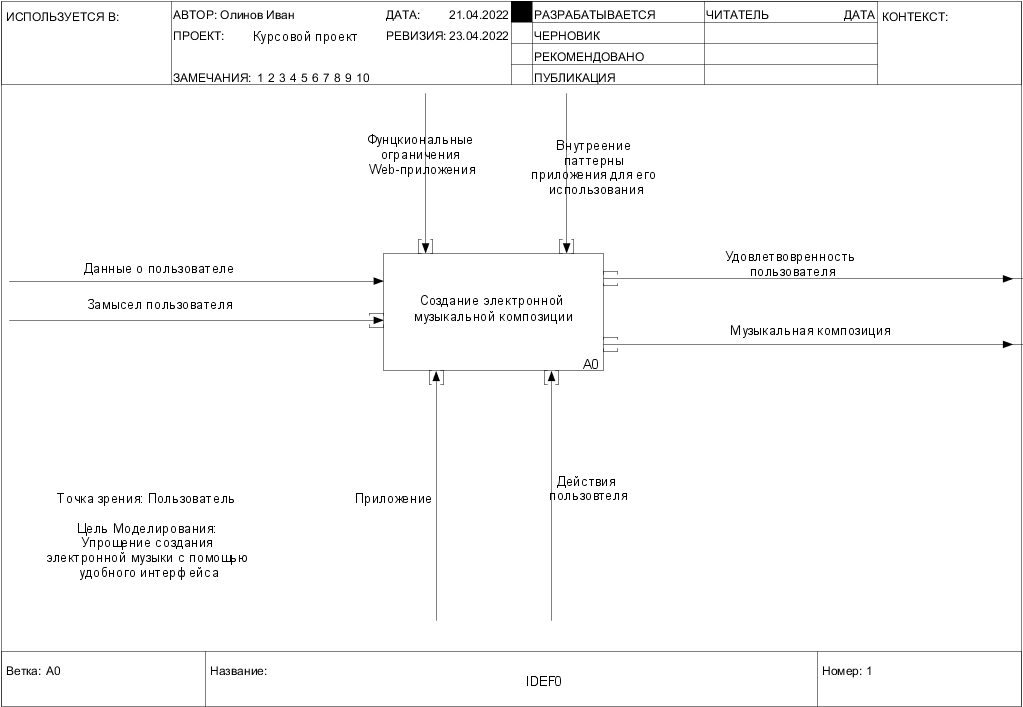 ИСПОЛЬЗУЕТСЯ В:
АВТОР: Олинов Иван
ДАТА: 21.04.2022
РАЗРАБАТЫВАЕТСЯ
ЧИТАТЕЛЬ
ДАТА
КОНТЕКСТ:
ПРОЕКТ: Курсовой проект
РЕВИЗИЯ: 23.04.2022
ЧЕРНОВИК
РЕКОМЕНДОВАНО
ЗАМЕЧАНИЯ: 1 2 3 4 5 6 7 8 9 10
ПУБЛИКАЦИЯ
Фунцкиональные
ограничения
Web-приложения
Внутреение
паттерны
приложения для его
использования
Данные о пользователе
Замысел пользователя
Создание электронной
музыкальной композиции
A0
Удовлетвовренность
пользователя
Музыкальная композиция
Приложение
Действия
пользовтеля
Точка зрения: Пользователь
Цель Моделирования:
Упрощение создания
электронной музыки с помощью
удобного интерфейса
Ветка: A0
Название:
IDEF0
Номер: 1